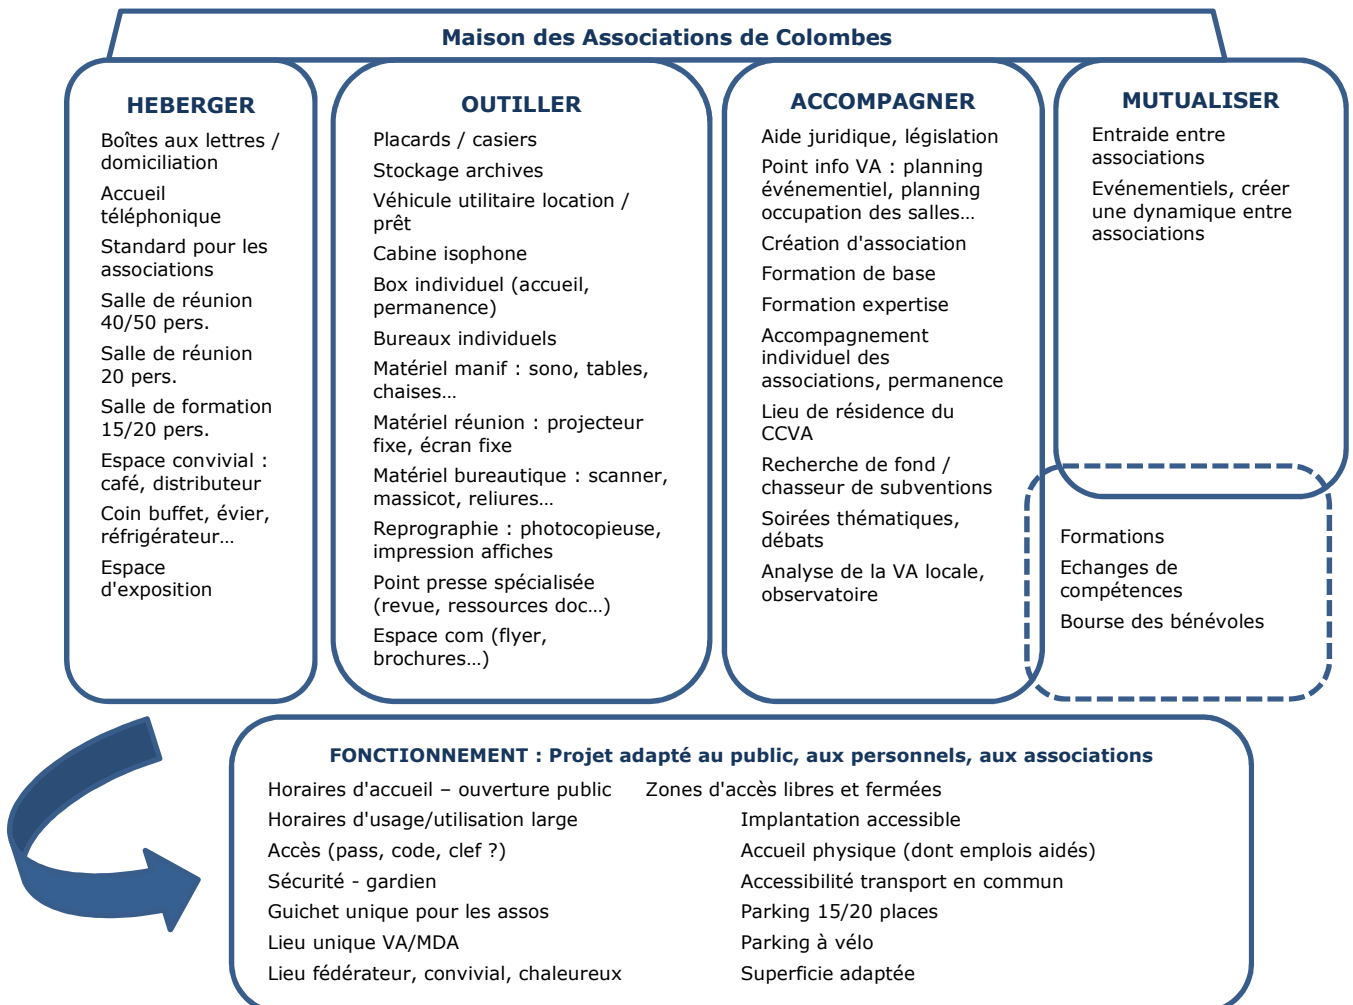 Maison des Associations de Colombes
HEBERGER
Boîtes aux lettres /
domiciliation
Accueil
téléphonique
Standard pour les
associations
Salle de réunion
40/50 pers.
Salle de réunion
20 pers.
Salle de formation
15/20 pers.
Espace convivial :
café, distributeur
Coin buffet, évier,
réfrigérateur…
Espace
d'exposition
OUTILLER
Placards / casiers
Stockage archives
Véhicule utilitaire location /
prêt
Cabine isophone
Box individuel (accueil,
permanence)
Bureaux individuels
Matériel manif : sono, tables,
chaises…
Matériel réunion : projecteur
fixe, écran fixe
Matériel bureautique : scanner,
massicot, reliures…
Reprographie : photocopieuse,
impression affiches
Point presse spécialisée
(revue, ressources doc…)
Espace com (flyer,
brochures…)
ACCOMPAGNER
Aide juridique, législation
Point info VA : planning
événementiel, planning
occupation des salles…
Création d'association
Formation de base
Formation expertise
Accompagnement
individuel des
associations, permanence
Lieu de résidence du
CCVA
Recherche de fond /
chasseur de subventions
Soirées thématiques,
débats
Analyse de la VA locale,
observatoire
MUTUALISER
Entraide entre
associations
Evénementiels, créer
une dynamique entre
associations
Formations
Echanges de
compétences
Bourse des bénévoles
FONCTIONNEMENT : Projet adapté au public, aux personnels, aux associations
Horaires d'accueil – ouverture public Zones d'accès libres et fermées
Horaires d'usage/utilisation large Implantation accessible
Accès (pass, code, clef ?) Accueil physique (dont emplois aidés)
Sécurité - gardien Accessibilité transport en commun
Guichet unique pour les assos Parking 15/20 places
Lieu unique VA/MDA Parking à vélo
Lieu fédérateur, convivial, chaleureux Superficie adaptée